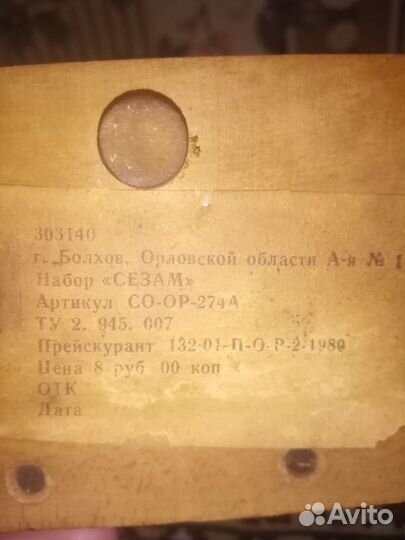 303140
г. Болхов, Орловской области А-я № 1
Набор «СЕЗАМ»
Артикул СО-ОР-274А
ТУ 2. 945. 007
Прейскурант 132-01-П-О-Р-2-1980
Цена 8 руб 00 коп
ОТК
Дата
Avito